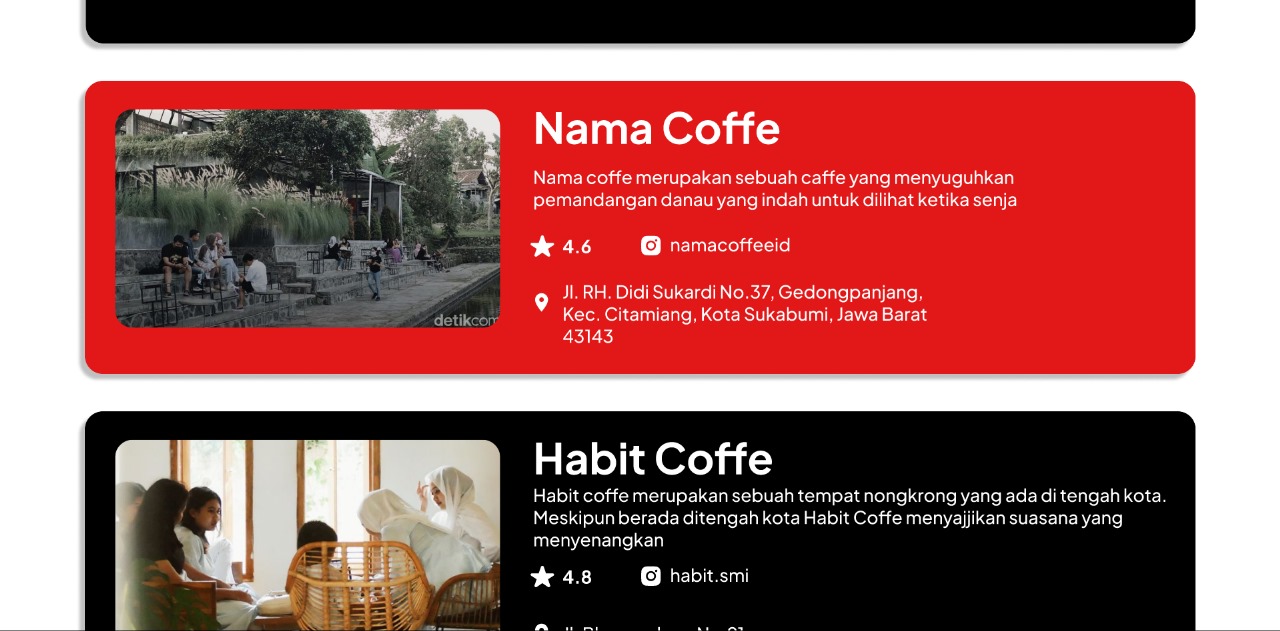 Nama Coffe
Nama coffe merupakan sebuah caffe yang menyuguhkan
pemandangan danau yang indah untuk dilihat ketika senja
4.6
namacoffeeid
Jl. RH. Didi Sukardi No.37, Gedongpanjang,
Kec. Citamiang, Kota Sukabumi, Jawa Barat
43143
detikcom
Habit Coffe
Habit coffe merupakan sebuah tempat nongkrong yang ada di tengah kota.
Meskipun berada ditengah kota Habit Coffe menyajjikan suasana yang
menyenangkan
4.8
habit.smi